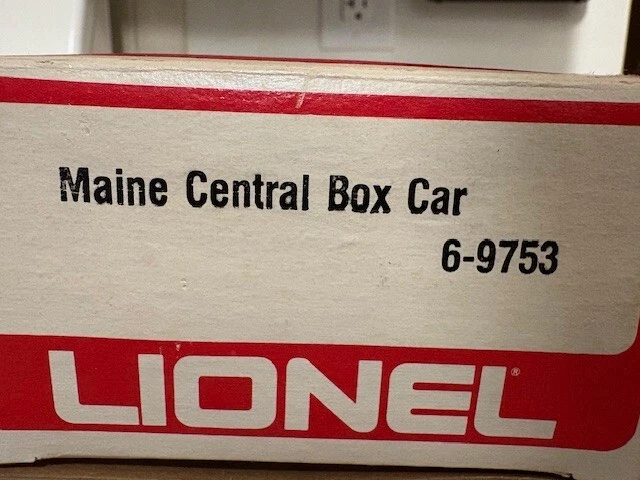 Maine Central Box Car
6-9753
LIONEL®